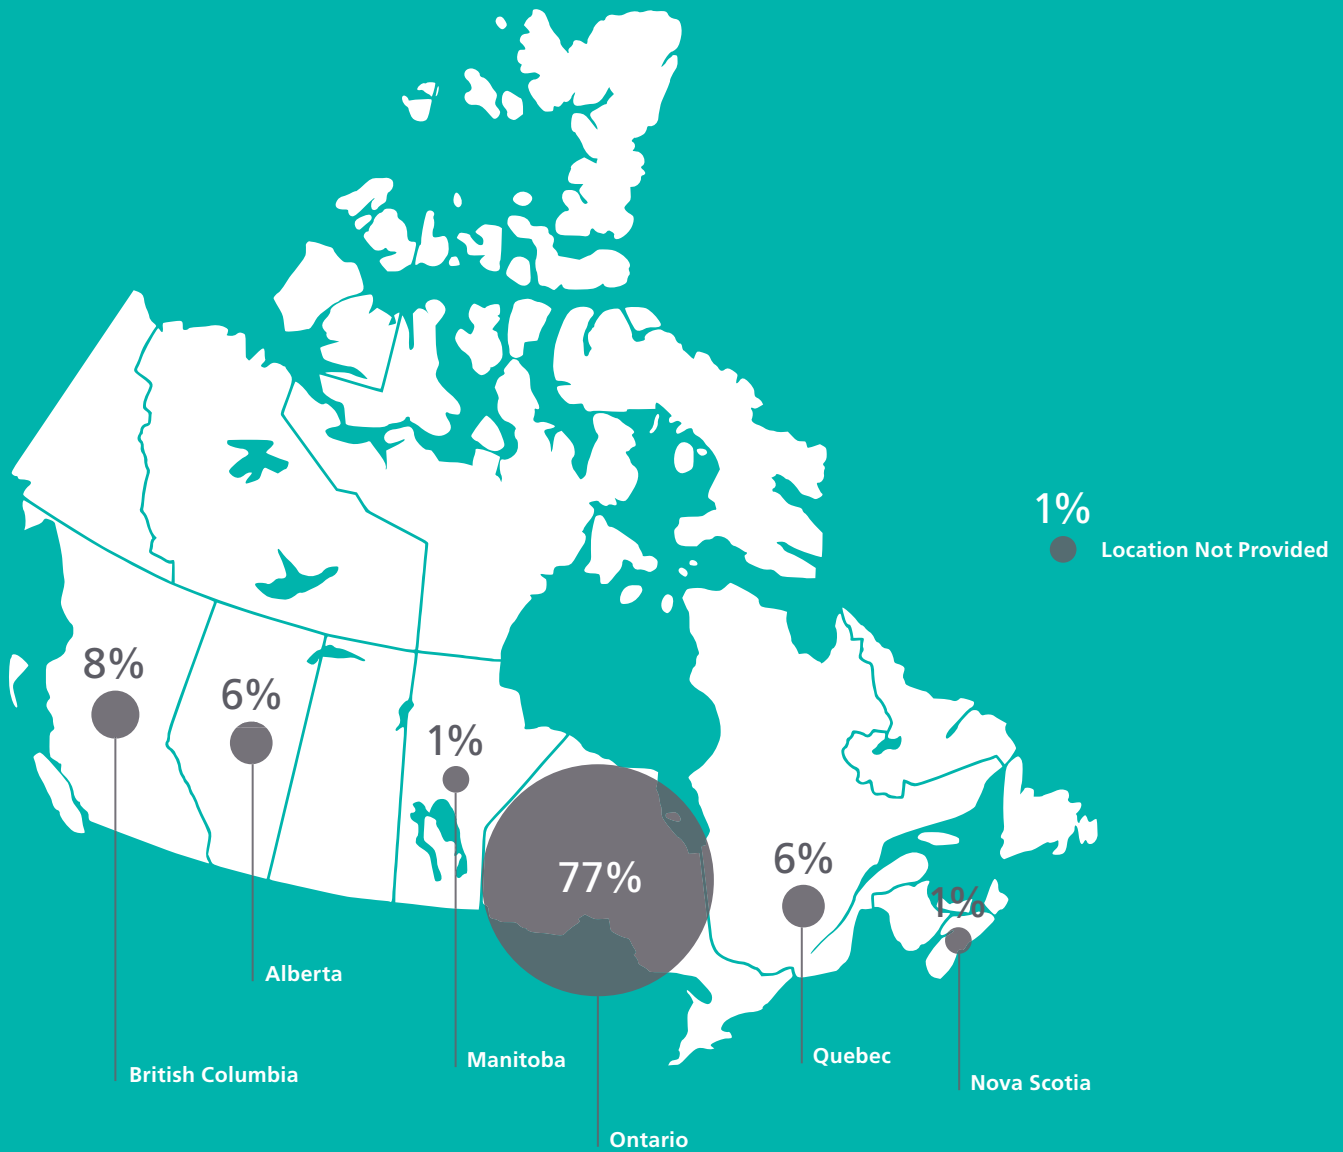 1%
Location Not Provided
8%
British Columbia
6%
Alberta
1%
Manitoba
77%
Ontario
6%
Quebec
1%
Nova Scotia